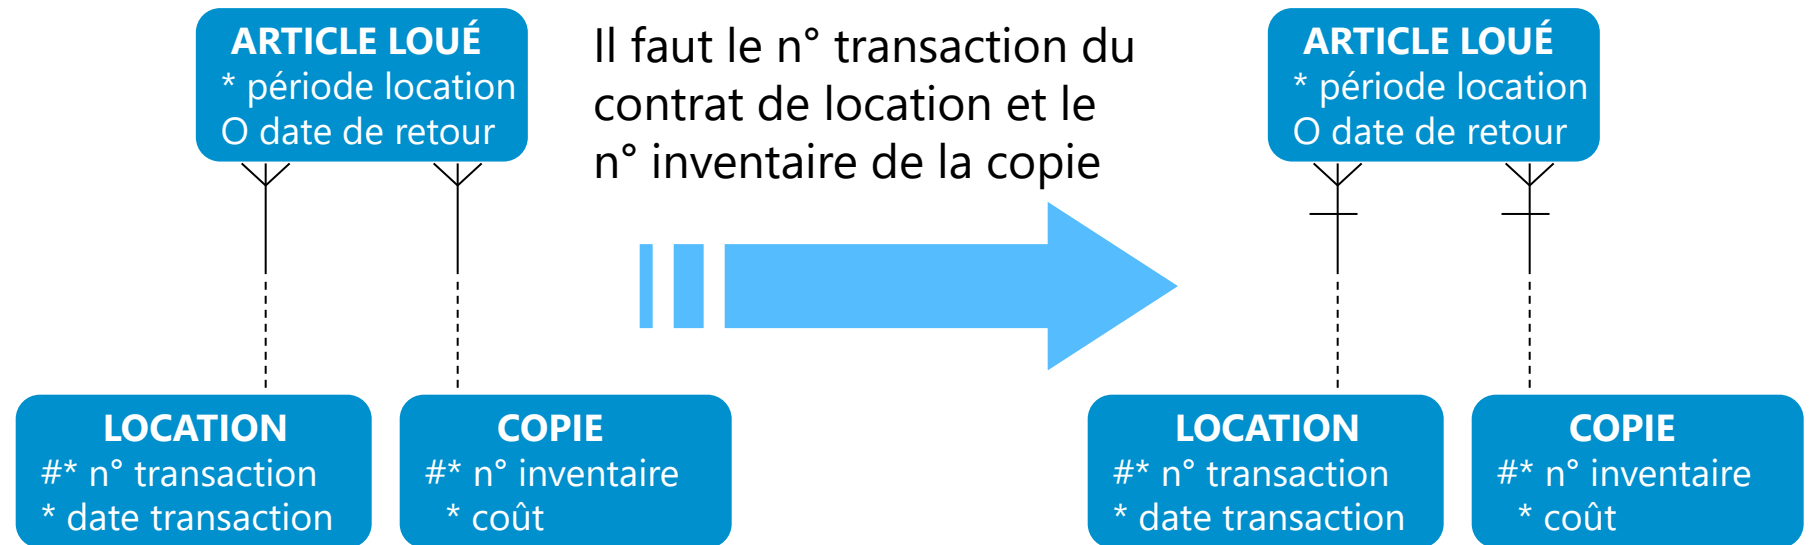 ARTICLE LOUÉ
* période location
O date de retour
Il faut le n° transaction du
contrat de location et le
n° inventaire de la copie
ARTICLE LOUÉ
* période location
O date de retour
LOCATION
#* n° transaction
* date transaction
COPIE
#* n° inventaire
* coût
LOCATION
#* n° transaction
* date transaction
COPIE
#* n° inventaire
* coût